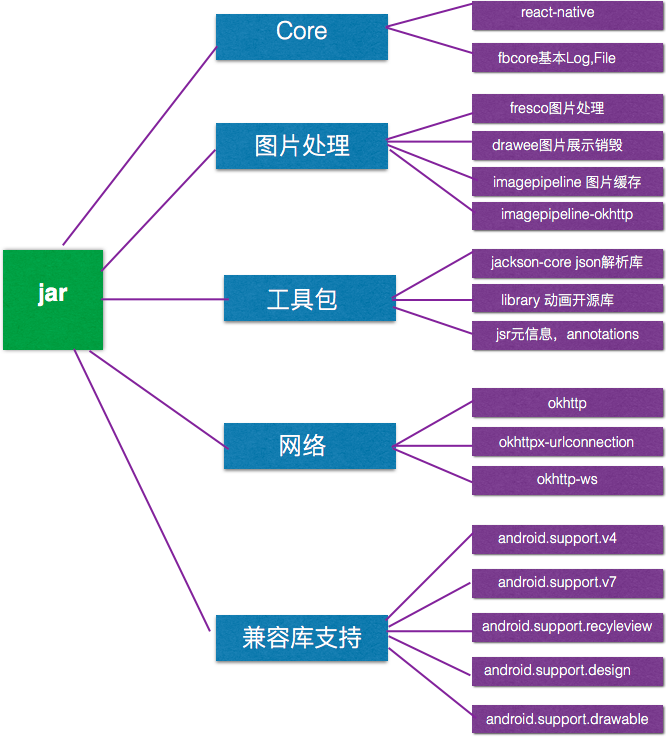 jar
Core
react-native
fbcore基本Log,File
图片处理
fresco图片处理
drawee图片展示销毁
imagepipeline 图片缓存
imagepipeline-okhttp
工具包
jackson-core json解析库
library 动画开源库
jsr元信息，annotations
网络
okhttp
okhttpx-urlconnection
okhttp-ws
兼容库支持
android.support.v4
android.support.v7
android.support.recyleview
android.support.design
android.support.drawable